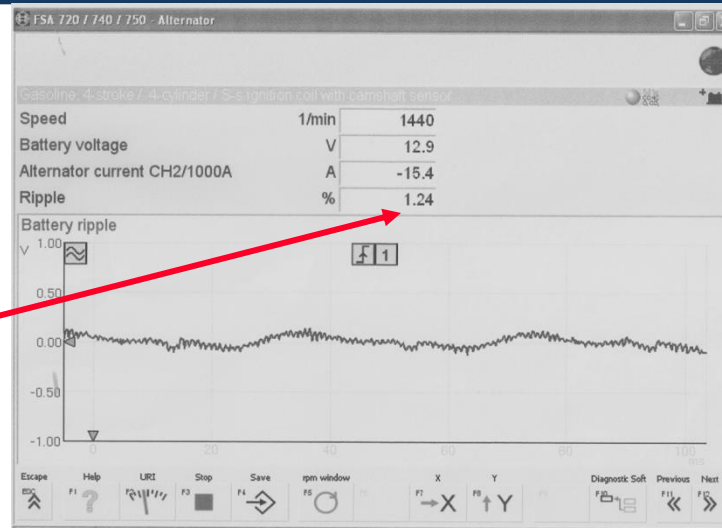 FSA 720 / 740 / 750 - Alternator
Gasoline, 4-stroke / 4-cylinder / S-s ignition coil with camshaft sensor
Speed 1/min 1440
Battery voltage V 12.9
Alternator current CH2/1000A A -15.4
Ripple % 1.24
Battery ripple
V 1.00
1
0.50
0.00
-0.50
-1.00
0 20 40 60 80 100
ms
Escape Help URI Stop Save rpm window X Y Diagnostic Soft Previous Next
ESC F1 F2 F3 F4 F5 F7 X F8 Y F10 F11 F12